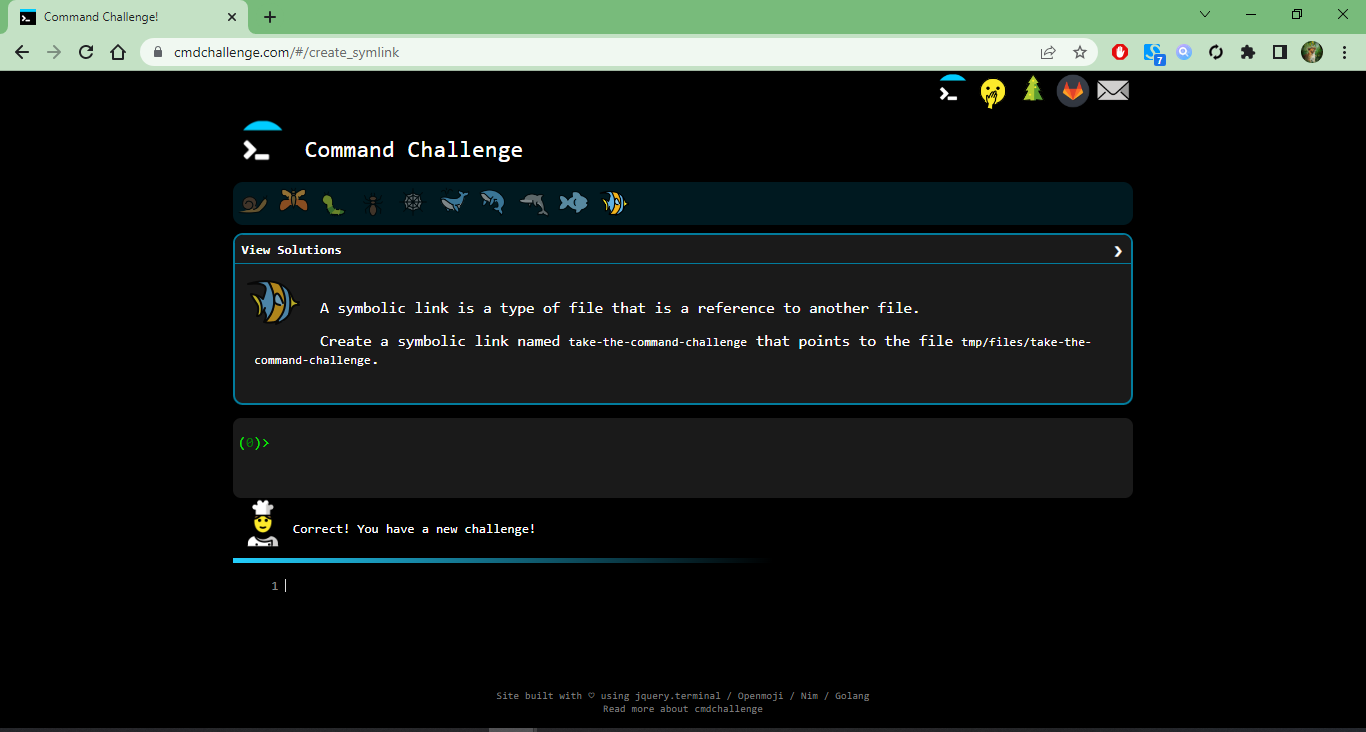 Command Challenge!
cmdchallenge.com/#/create_symlink
7
Command Challenge
View Solutions
A symbolic link is a type of file that is a reference to another file.
Create a symbolic link named take-the-command-challenge that points to the file tmp/files/take-the-
command-challenge.
(0)>
Correct! You have a new challenge!
1
Site built with ♡ using jquery.terminal / Openmoji / Nim / Golang
Read more about cmdchallenge